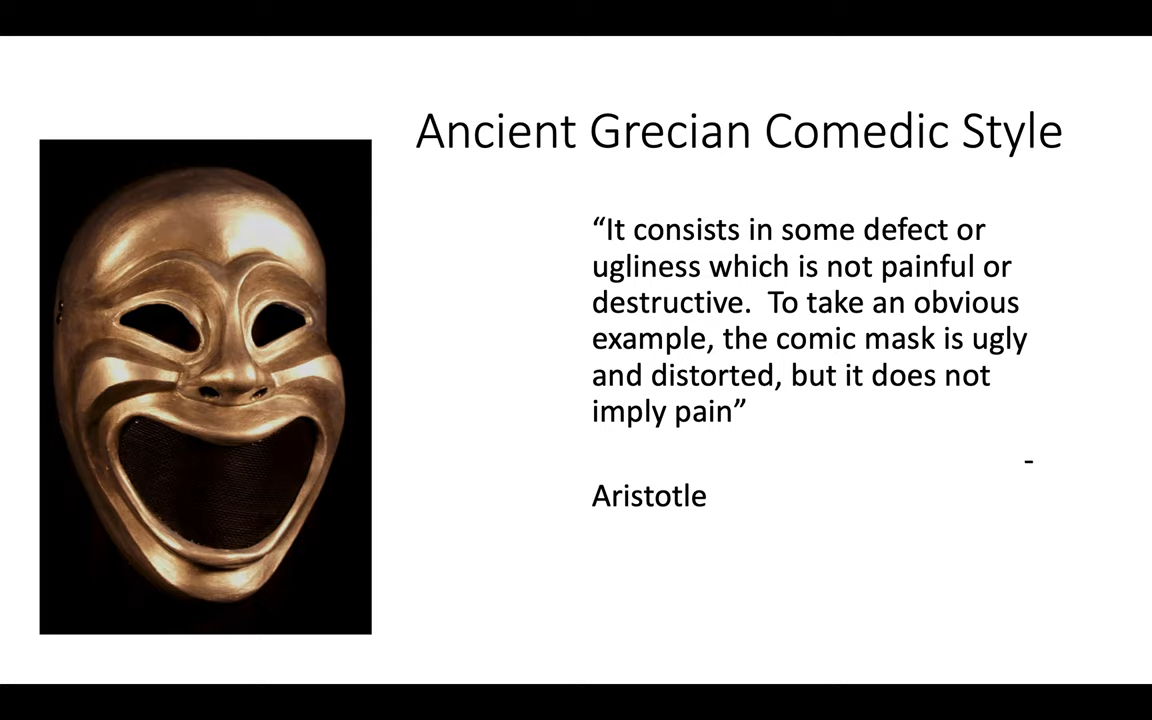 Ancient Grecian Comedic Style
“It consists in some defect or
ugliness which is not painful or
destructive.  To take an obvious
example, the comic mask is ugly
and distorted, but it does not
imply pain”
-
Aristotle